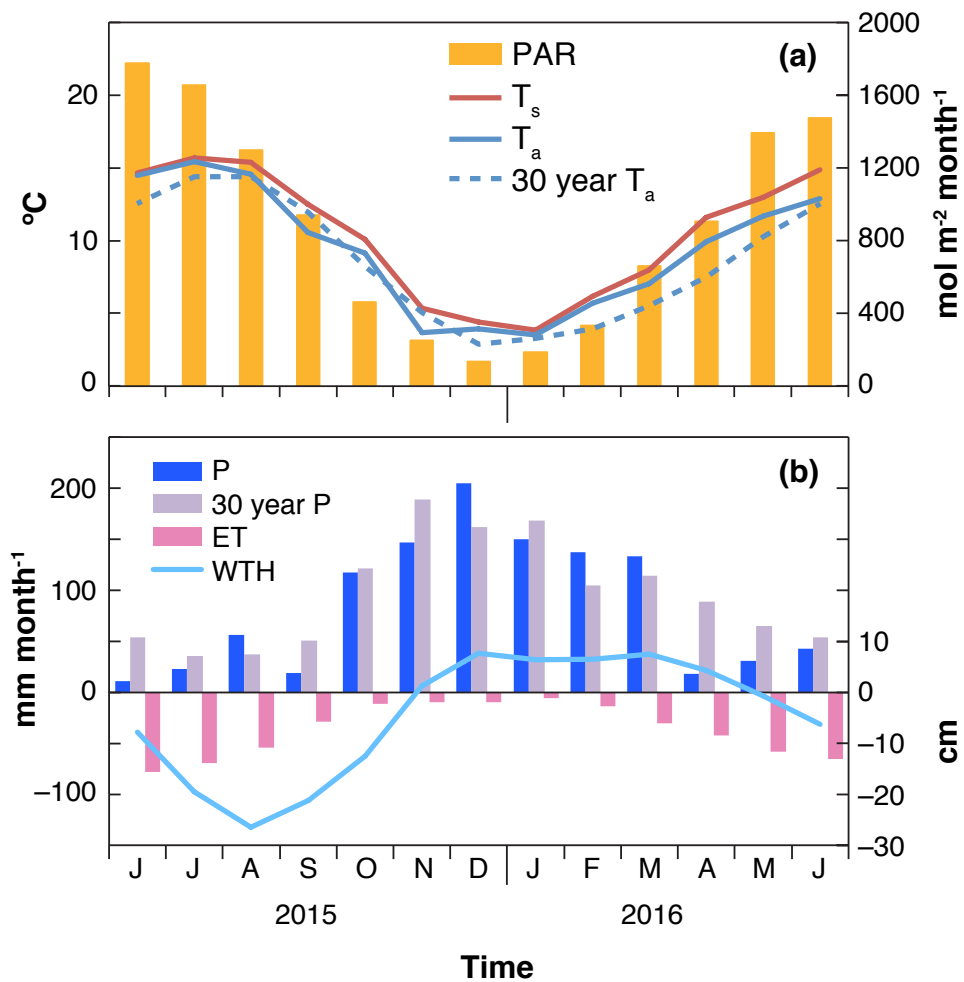 (a)
PAR
Tₛ
Tₐ
30 year Tₐ
20
10
0
ºC
2000
1600
1200
800
400
0
mol m⁻² month⁻¹
(b)
P
30 year P
ET
WTH
200
100
0
−100
mm month⁻¹
10
0
−10
−20
−30
cm
J J A S O N D J F M A M J
2015 2016
Time